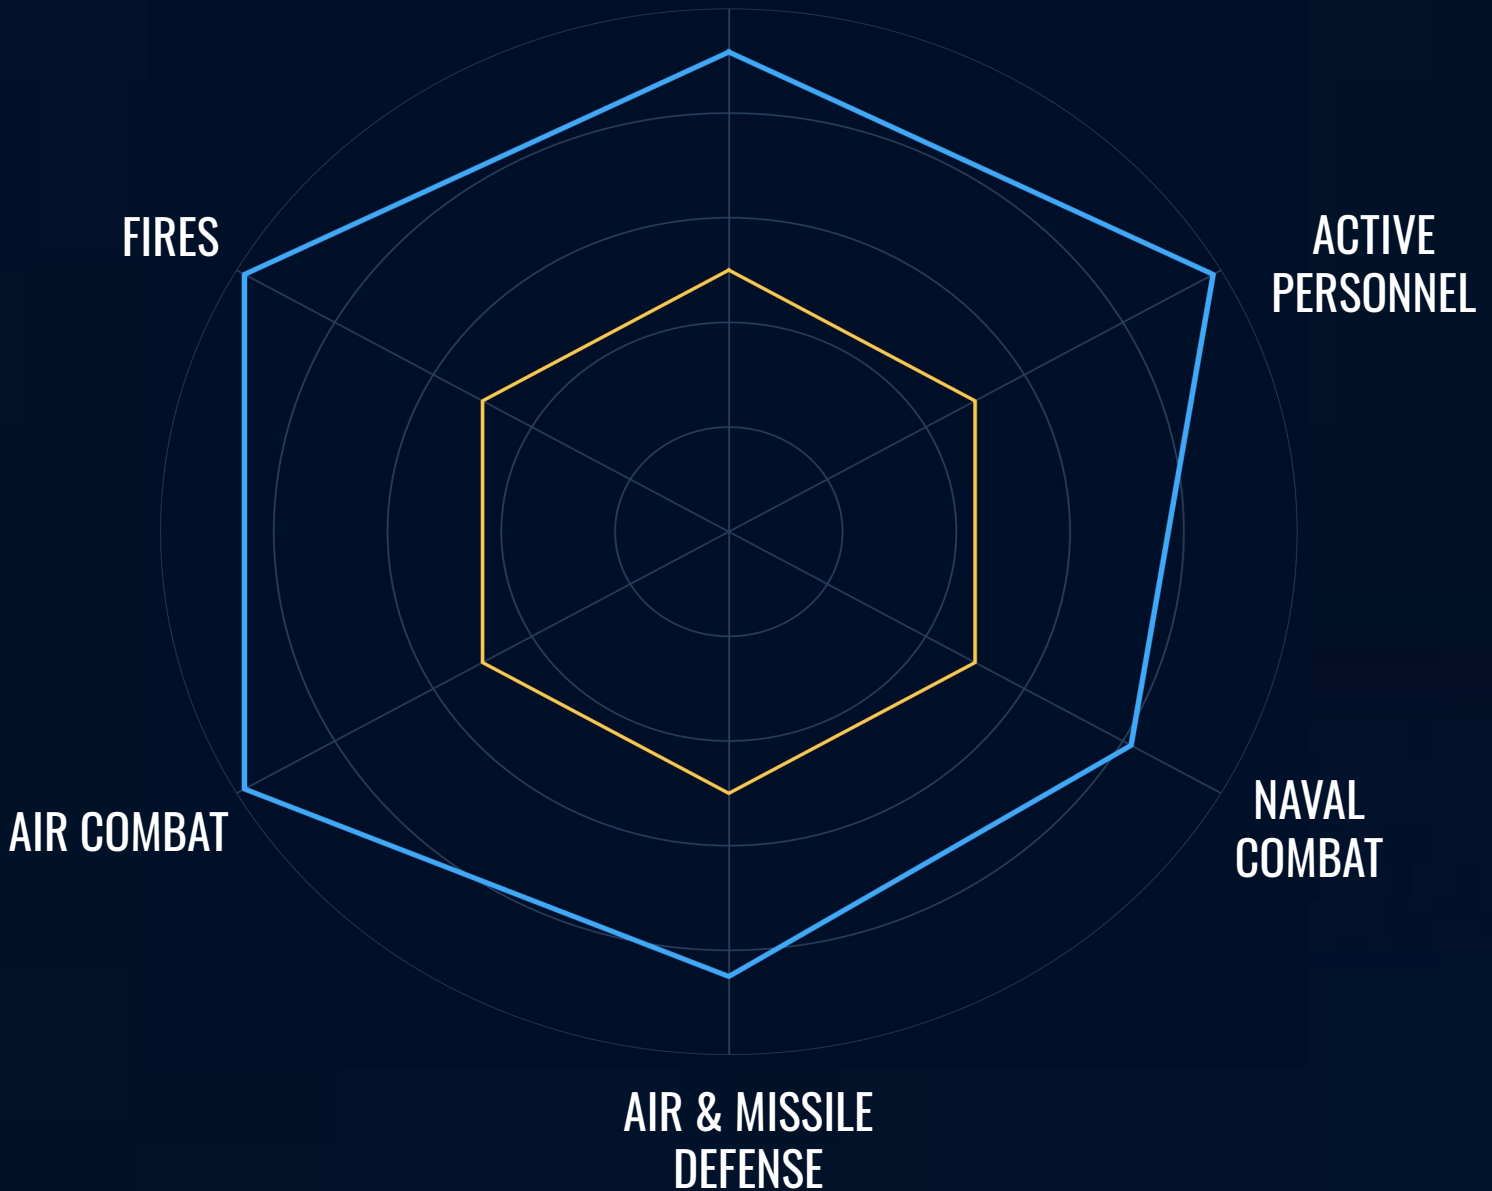 FIRES
ACTIVE
PERSONNEL
AIR COMBAT
NAVAL
COMBAT
AIR & MISSILE
DEFENSE